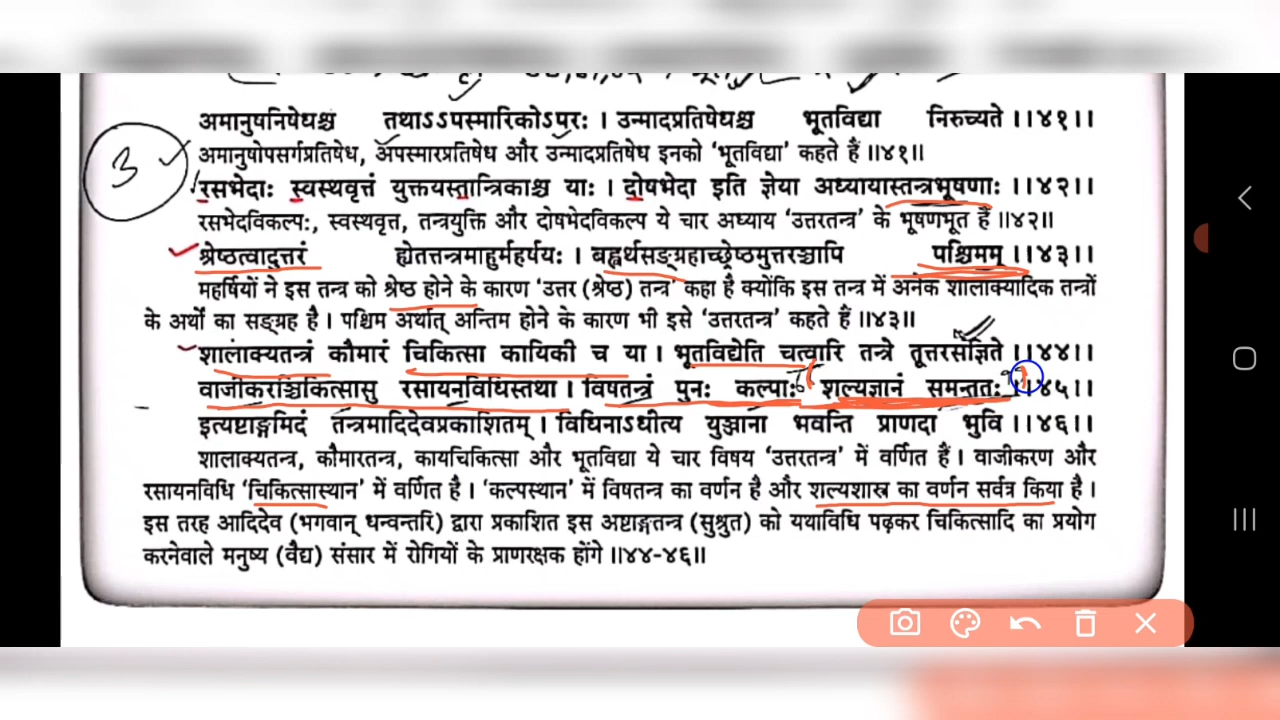 3
अमानुषनिषेधश्च तथाऽऽपस्मारिकोऽपरः । उन्मादप्रतिषेधश्च भूतविद्या निरुच्यते ।।४१।।
अमानुषोपसर्गप्रतिषेध, अपस्मारप्रतिषेध और उन्मादप्रतिषेध इनको 'भूतविद्या' कहते हैं ॥४१॥
रसभेदाः स्वस्थवृत्तं युक्तयस्तान्त्रिकाश्च याः । दोषभेदा इति ज्ञेया अध्यायास्तन्त्रभूषणाः ।।४२।।
रसभेदविकल्पः, स्वस्थवृत्त, तन्त्रयुक्ति और दोषभेदविकल्प ये चार अध्याय 'उत्तरतन्त्र' के भूषणभूत हैं ॥४२॥
श्रेष्ठत्वादुत्तरं ह्येतत्तन्त्रमाहुर्महर्षयः । बह्वर्थसङ्ग्रहाच्छ्रेष्ठमुत्तरञ्चापि पश्चिमम् ।।४३।।
महर्षियों ने इस तन्त्र को श्रेष्ठ होने के कारण 'उत्तर (श्रेष्ठ) तन्त्र' कहा है क्योंकि इस तन्त्र में अनेक शालाक्यादिक तन्त्रों
के अर्थों का सङ्ग्रह है । पश्चिम अर्थात् अन्तिम होने के कारण भी इसे 'उत्तरतन्त्र' कहते हैं ॥४३॥
शालाक्यतन्त्रं कौमारं चिकित्सा कायिकी च या । भूतविद्येति चत्वारि तन्त्रे तूत्तरसंज्ञिते ।।४४।।
वाजीकरञ्चिकित्सासु रसायनविधिस्तथा । विषतन्त्रं पुनः कल्पाः शल्यज्ञानं समन्ततः ।।४५।।
इत्यष्टाङ्गमिदं तन्त्रमादिदेवप्रकाशितम् । विधिनाऽधीत्य युञ्जाना भवन्ति प्राणदा भुवि ।।४६।।
शालाक्यतन्त्र, कौमारतन्त्र, कायचिकित्सा और भूतविद्या ये चार विषय 'उत्तरतन्त्र' में वर्णित हैं । वाजीकरण और
रसायनविधि 'चिकित्सास्थान' में वर्णित है । 'कल्पस्थान' में विषतन्त्र का वर्णन है और शल्यशास्त्र का वर्णन सर्वत्र किया है ।
इस तरह आदिदेव (भगवान् धन्वन्तरि) द्वारा प्रकाशित इस अष्टाङ्गतन्त्र (सुश्रुत) को यथाविधि पढ़कर चिकित्सादि का प्रयोग
करनेवाले मनुष्य (वैद्य) संसार में रोगियों के प्राणरक्षक होंगे ॥४४-४६॥